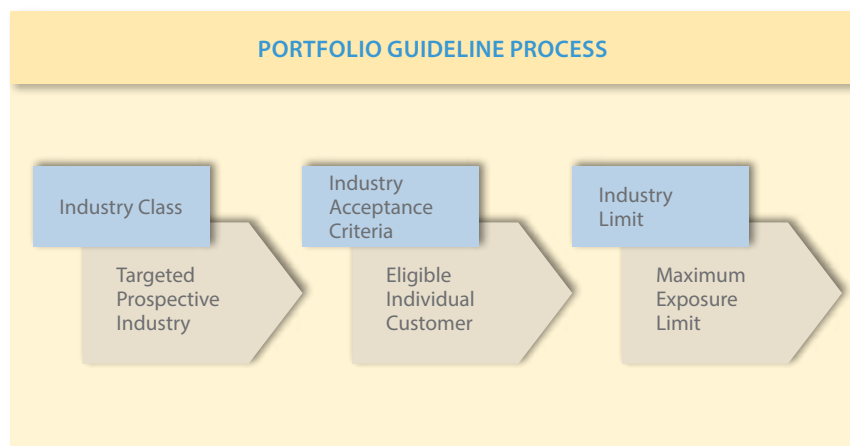 PORTFOLIO GUIDELINE PROCESS
Industry Class
Targeted
Prospective
Industry
Industry
Acceptance
Criteria
Eligible
Individual
Customer
Industry
Limit
Maximum
Exposure
Limit